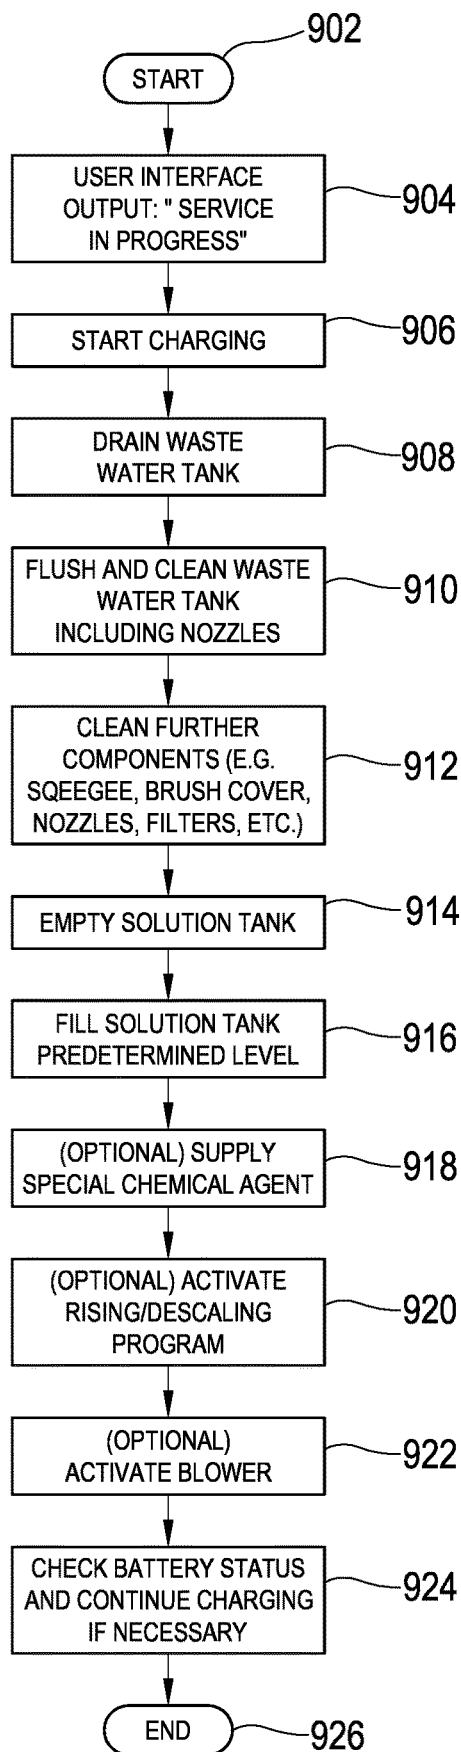 902
START
USER INTERFACE
OUTPUT: " SERVICE
IN PROGRESS"
904
START CHARGING
906
DRAIN WASTE
WATER TANK
908
FLUSH AND CLEAN WASTE
WATER TANK
INCLUDING NOZZLES
910
CLEAN FURTHER
COMPONENTS (E.G.
SQEEGEE, BRUSH COVER,
NOZZLES, FILTERS, ETC.)
912
EMPTY SOLUTION TANK
914
FILL SOLUTION TANK
PREDETERMINED LEVEL
916
(OPTIONAL) SUPPLY
SPECIAL CHEMICAL AGENT
918
(OPTIONAL) ACTIVATE
RISING/DESCALING
PROGRAM
920
(OPTIONAL)
ACTIVATE BLOWER
922
CHECK BATTERY STATUS
AND CONTINUE CHARGING
IF NECESSARY
924
END
926